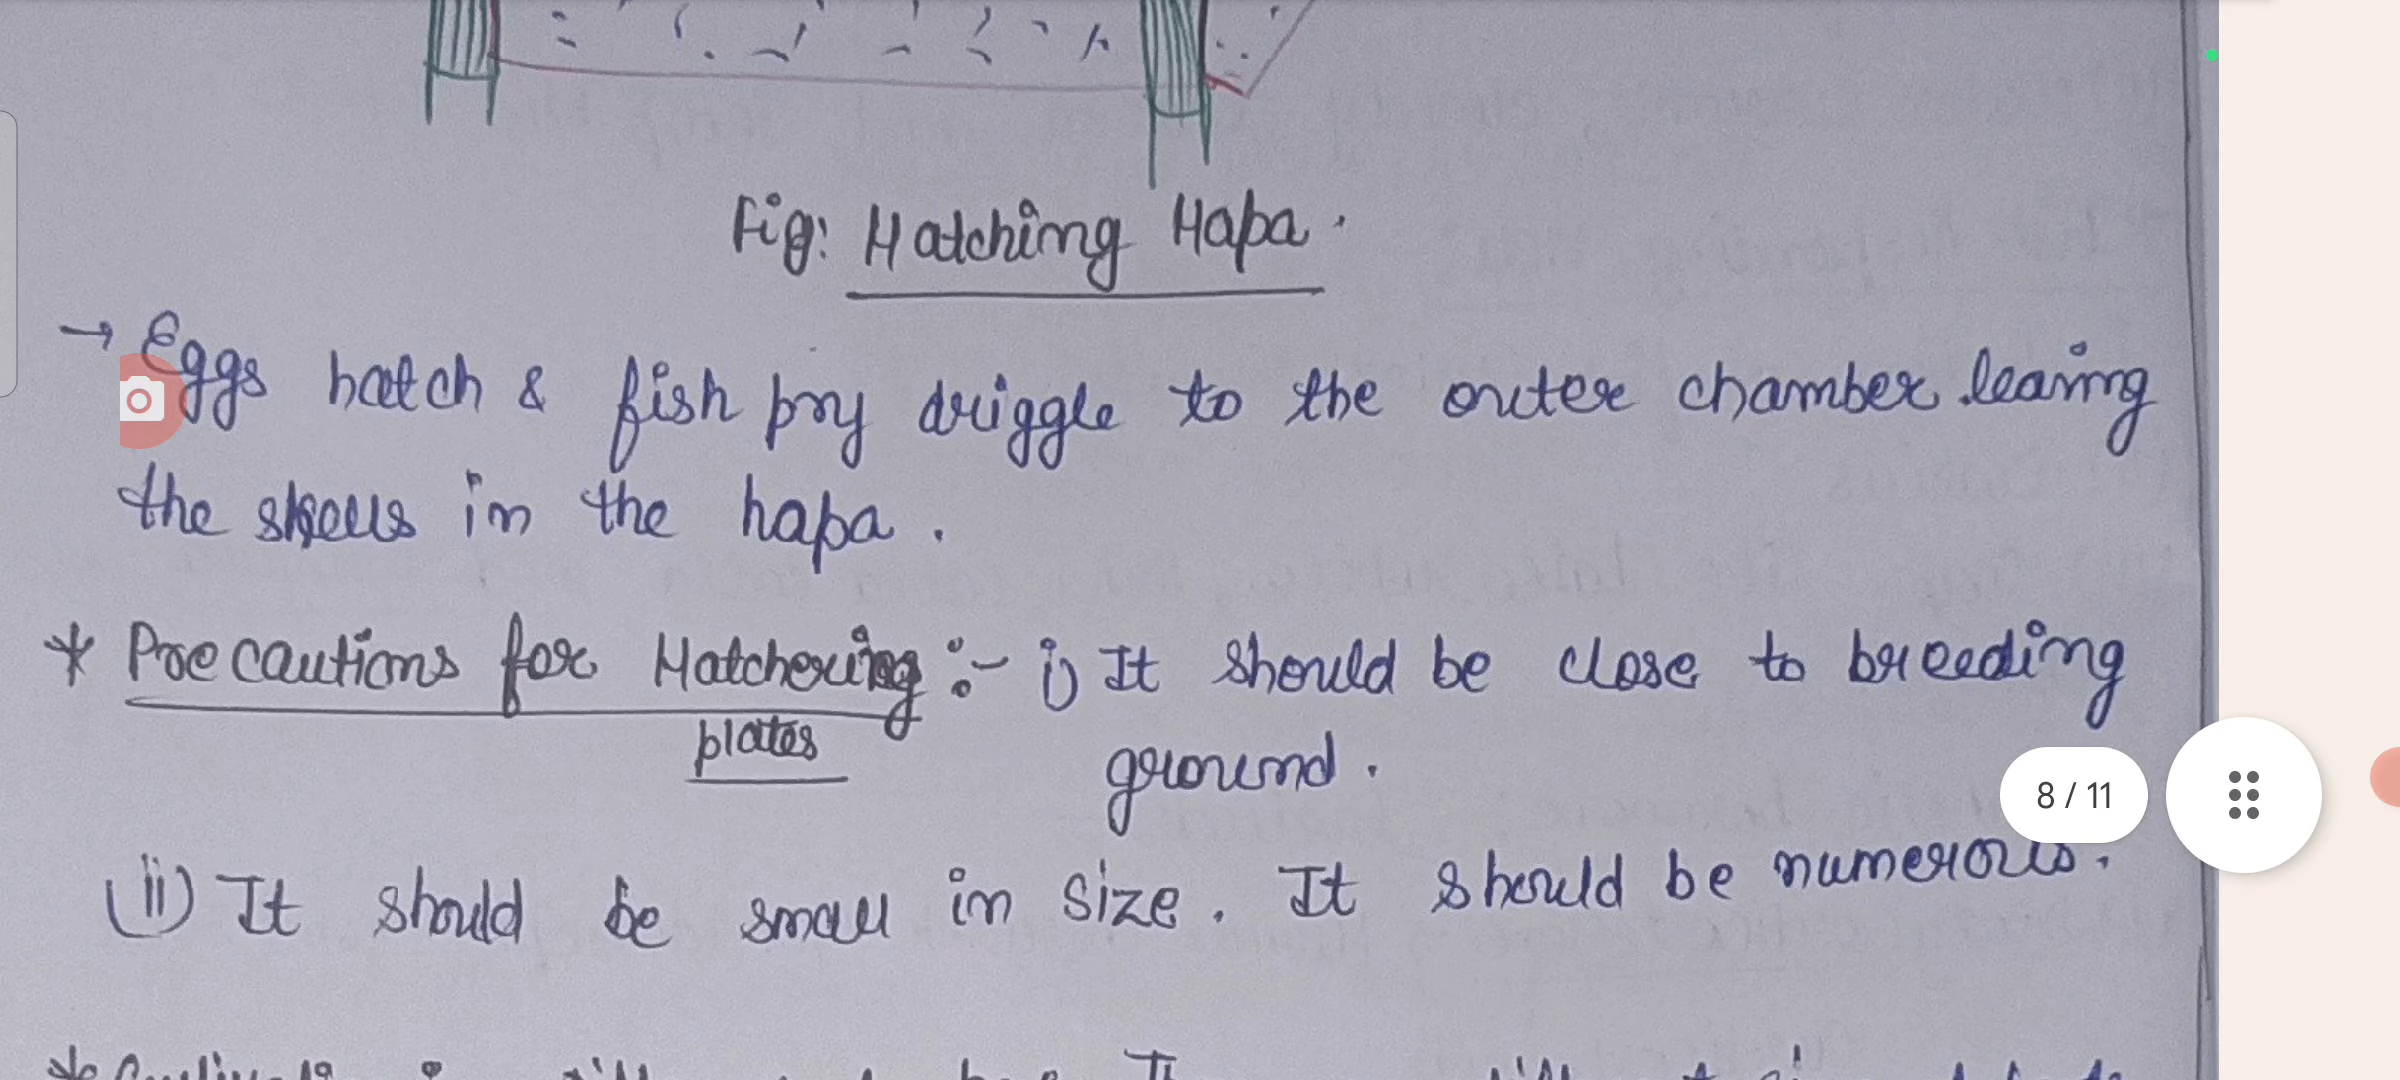 Fig: Hatching Hapa.
→ Eggs hatch & fish pry driggle to the outer chamber leaving
the shells in the hapa.
* Precautions for Hatchering :- i) It should be close to breeding
plates
ground.
8 / 11
(ii) It should be small in size. It should be numerous.